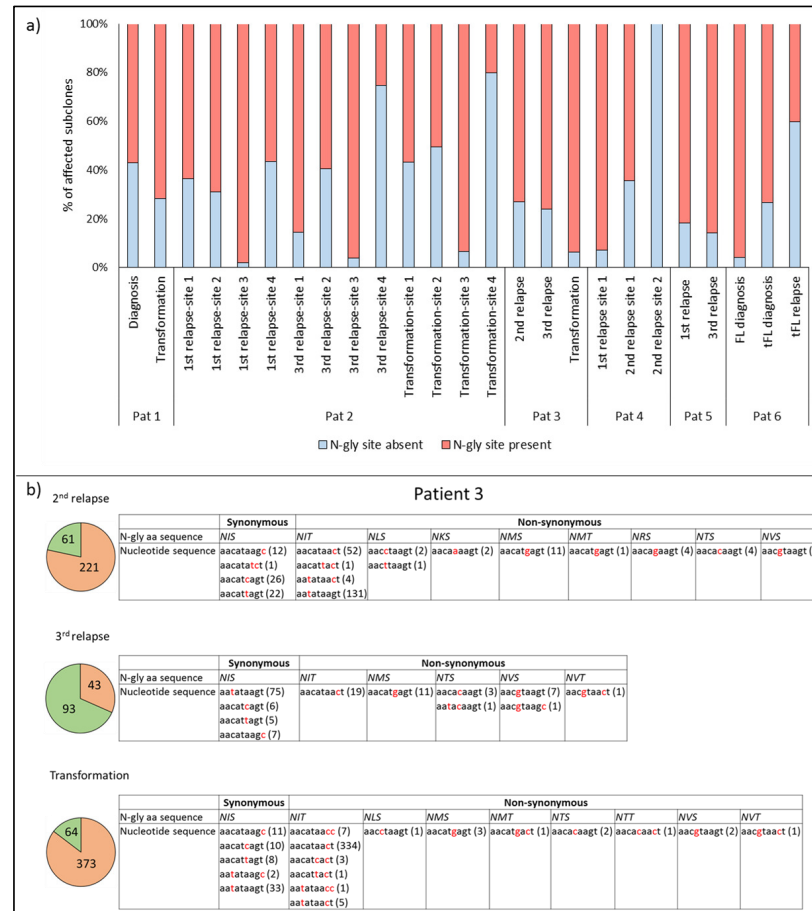 a)
100%
80%
60%
40%
20%
0%
% of affected subclones
Diagnosis
Transformation
1st relapse-site 1
1st relapse-site 2
1st relapse-site 3
1st relapse-site 4
3rd relapse-site 1
3rd relapse-site 2
3rd relapse-site 3
3rd relapse-site 4
Transformation-site 1
Transformation-site 2
Transformation-site 3
Transformation-site 4
2nd relapse
3rd relapse
Transformation
1st relapse site 1
2nd relapse site 1
2nd relapse site 2
1st relapse
3rd relapse
FL diagnosis
tFL diagnosis
tFL relapse
Pat 1 Pat 2 Pat 3 Pat 4 Pat 5 Pat 6
N-gly site absent N-gly site present
b)
Patient 3
2nd relapse
61
221
Synonymous Non-synonymous
N-gly aa sequence NIS NIT NLS NKS NMS NMT NRS NTS NVS
Nucleotide sequence aacataagc (12) aacataact (52) aacctaagt (2) aacaaaagt (2) aacatgagt (11) aacatgagt (1) aacagaagt (4) aacacaagt (4) aacgtaagt (
aacatatct (1) aacattact (1) aacttaagt (1)
aacatcagt (26) aatataact (4)
aacattagt (22) aatataagt (131)
3rd relapse
43
93
Synonymous Non-synonymous
N-gly aa sequence NIS NIT NMS NTS NVS NVT
Nucleotide sequence aatataagt (75) aacataact (19) aacatgagt (11) aacacaagt (3) aacgtaagt (7) aacgtaact (1)
aacatcagt (6) aatacaagt (1) aacgtaagc (1)
aacattagt (5)
aacataagc (7)
Transformation
64
373
Synonymous Non-synonymous
N-gly aa sequence NIS NIT NLS NMS NMT NTS NTT NVS NVT
Nucleotide sequence aacataagc (11) aacataacc (7) aacctaagt (1) aacatgagt (3) aacatgact (1) aacacaagt (2) aacacaact (1) aacgtaagt (2) aacgtaact (1)
aacatcagt (10) aacataact (334)
aacattagt (8) aacatcact (3)
aatataagc (2) aacattact (1)
aatataagt (33) aatataacc (1)
aatataact (5)